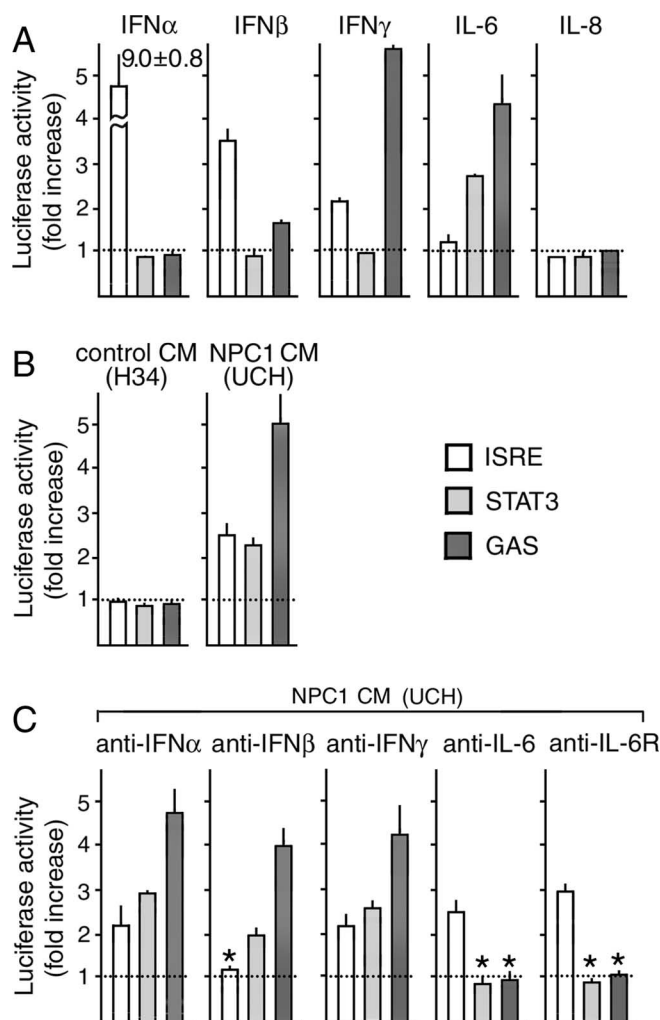 A
IFNα IFNβ IFNγ IL-6 IL-8
9.0±0.8
Luciferase activity
(fold increase)
5
4
3
2
1
B
control CM
(H34)
NPC1 CM
(UCH)
Luciferase activity
(fold increase)
5
4
3
2
1
ISRE
STAT3
GAS
C
NPC1 CM (UCH)
anti-IFNα anti-IFNβ anti-IFNγ anti-IL-6 anti-IL-6R
Luciferase activity
(fold increase)
5
4
3
2
1
*
* *
* *